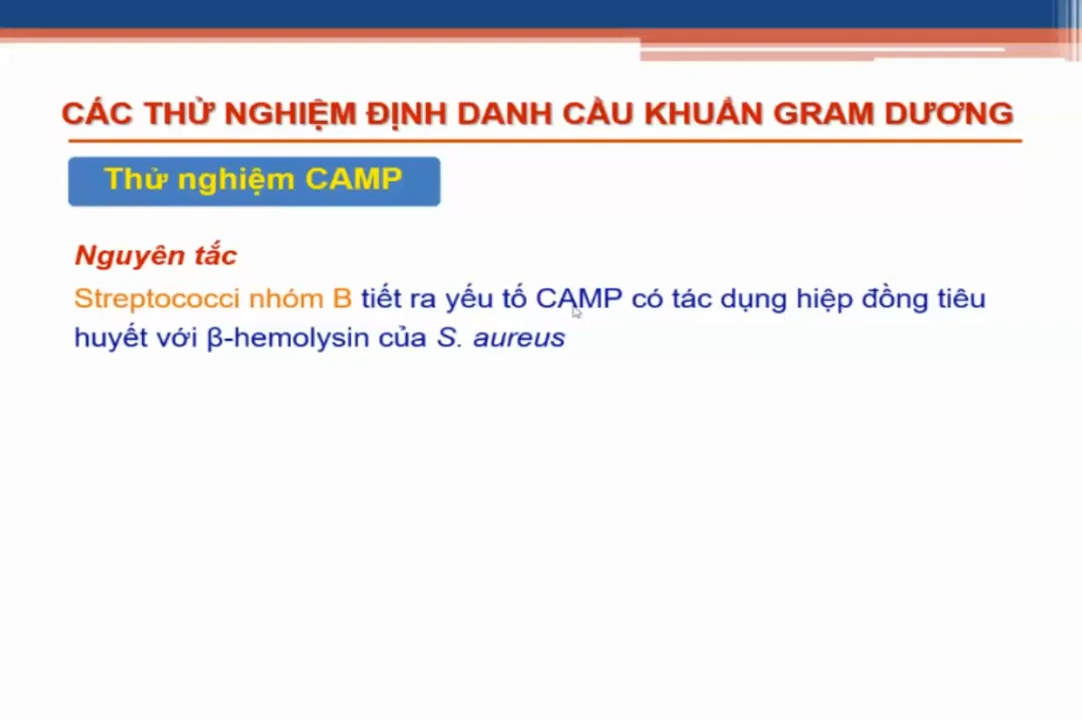 CÁC THỬ NGHIỆM ĐỊNH DANH CẦU KHUẨN GRAM DƯƠNG
Thử nghiệm CAMP
Nguyên tắc
Streptococci nhóm B tiết ra yếu tố CAMP có tác dụng hiệp đồng tiêu
huyết với β-hemolysin của S. aureus